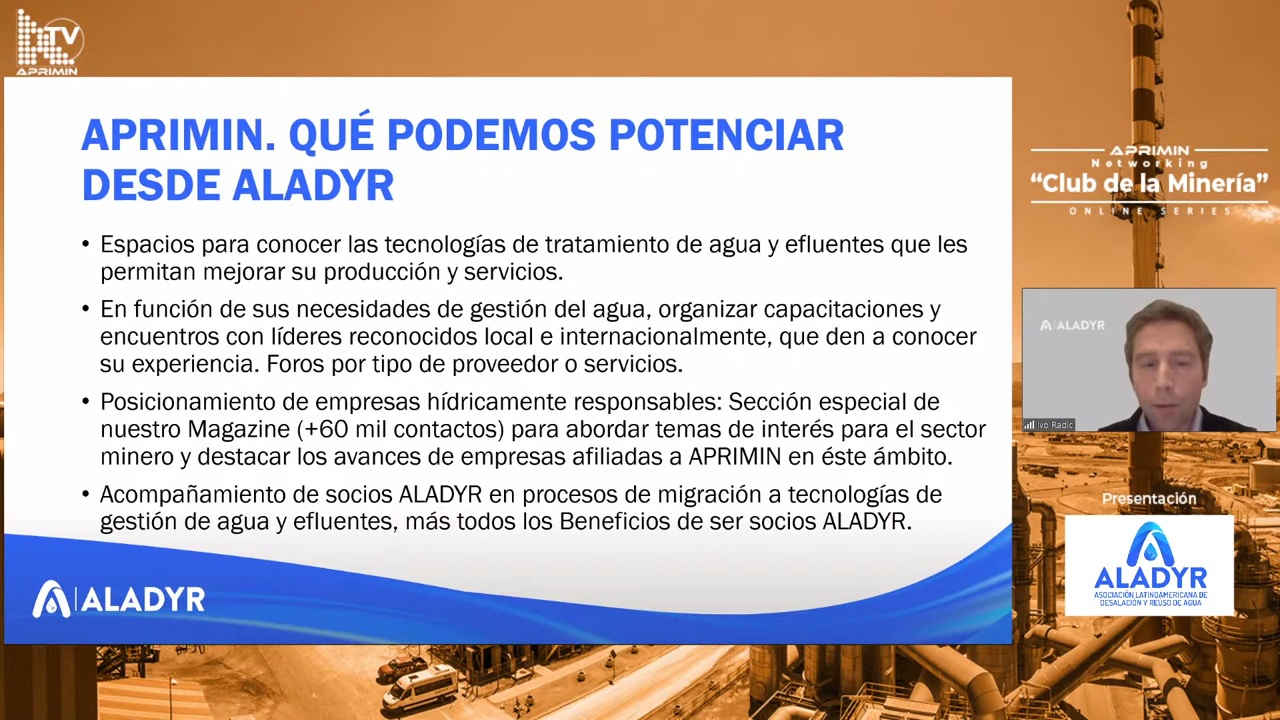 TV
APRIMIN
APRIMIN. QUÉ PODEMOS POTENCIAR
DESDE ALADYR
• Espacios para conocer las tecnologías de tratamiento de agua y efluentes que les
permitan mejorar su producción y servicios.
• En función de sus necesidades de gestión del agua, organizar capacitaciones y
encuentros con líderes reconocidos local e internacionalmente, que den a conocer
su experiencia. Foros por tipo de proveedor o servicios.
• Posicionamiento de empresas hídricamente responsables: Sección especial de
nuestro Magazine (+60 mil contactos) para abordar temas de interés para el sector
minero y destacar los avances de empresas afiliadas a APRIMIN en éste ámbito.
• Acompañamiento de socios ALADYR en procesos de migración a tecnologías de
gestión de agua y efluentes, más todos los Beneficios de ser socios ALADYR.
ALADYR
APRIMIN
Networking
“Club de la Minería”
ONLINE SERIES
ALADYR
Ivo Radic
Presentación
ALADYR
ASOCIACIÓN LATINOAMERICANA DE
DESALACIÓN Y REÚSO DE AGUA